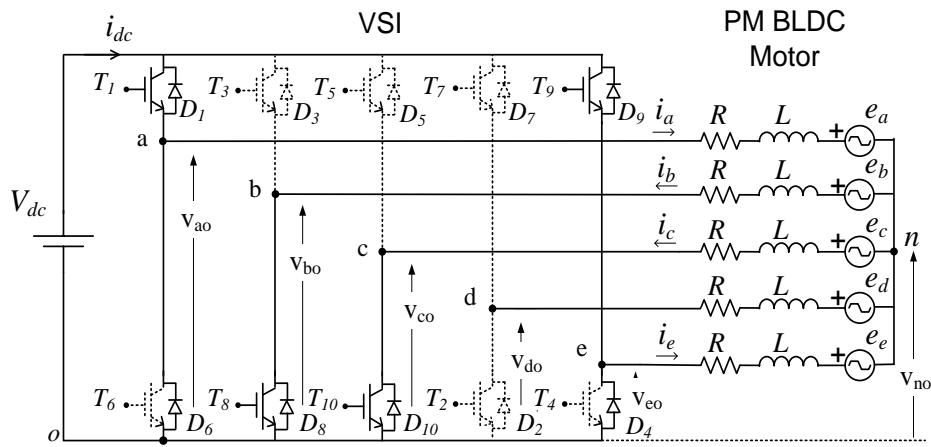 VSI
PM BLDC
Motor
i_dc
T_1
D_1
T_3
D_3
T_5
D_5
T_7
D_7
T_9
D_9
a
i_a
R
L
+
e_a
b
i_b
R
L
+
e_b
V_dc
v_ao
v_bo
c
i_c
R
L
+
e_c
n
v_co
d
R
L
+
e_d
v_do
e
i_e
R
L
+
e_e
v_eo
v_no
T_6
D_6
T_8
D_8
T_10
D_10
T_2
D_2
T_4
D_4
o